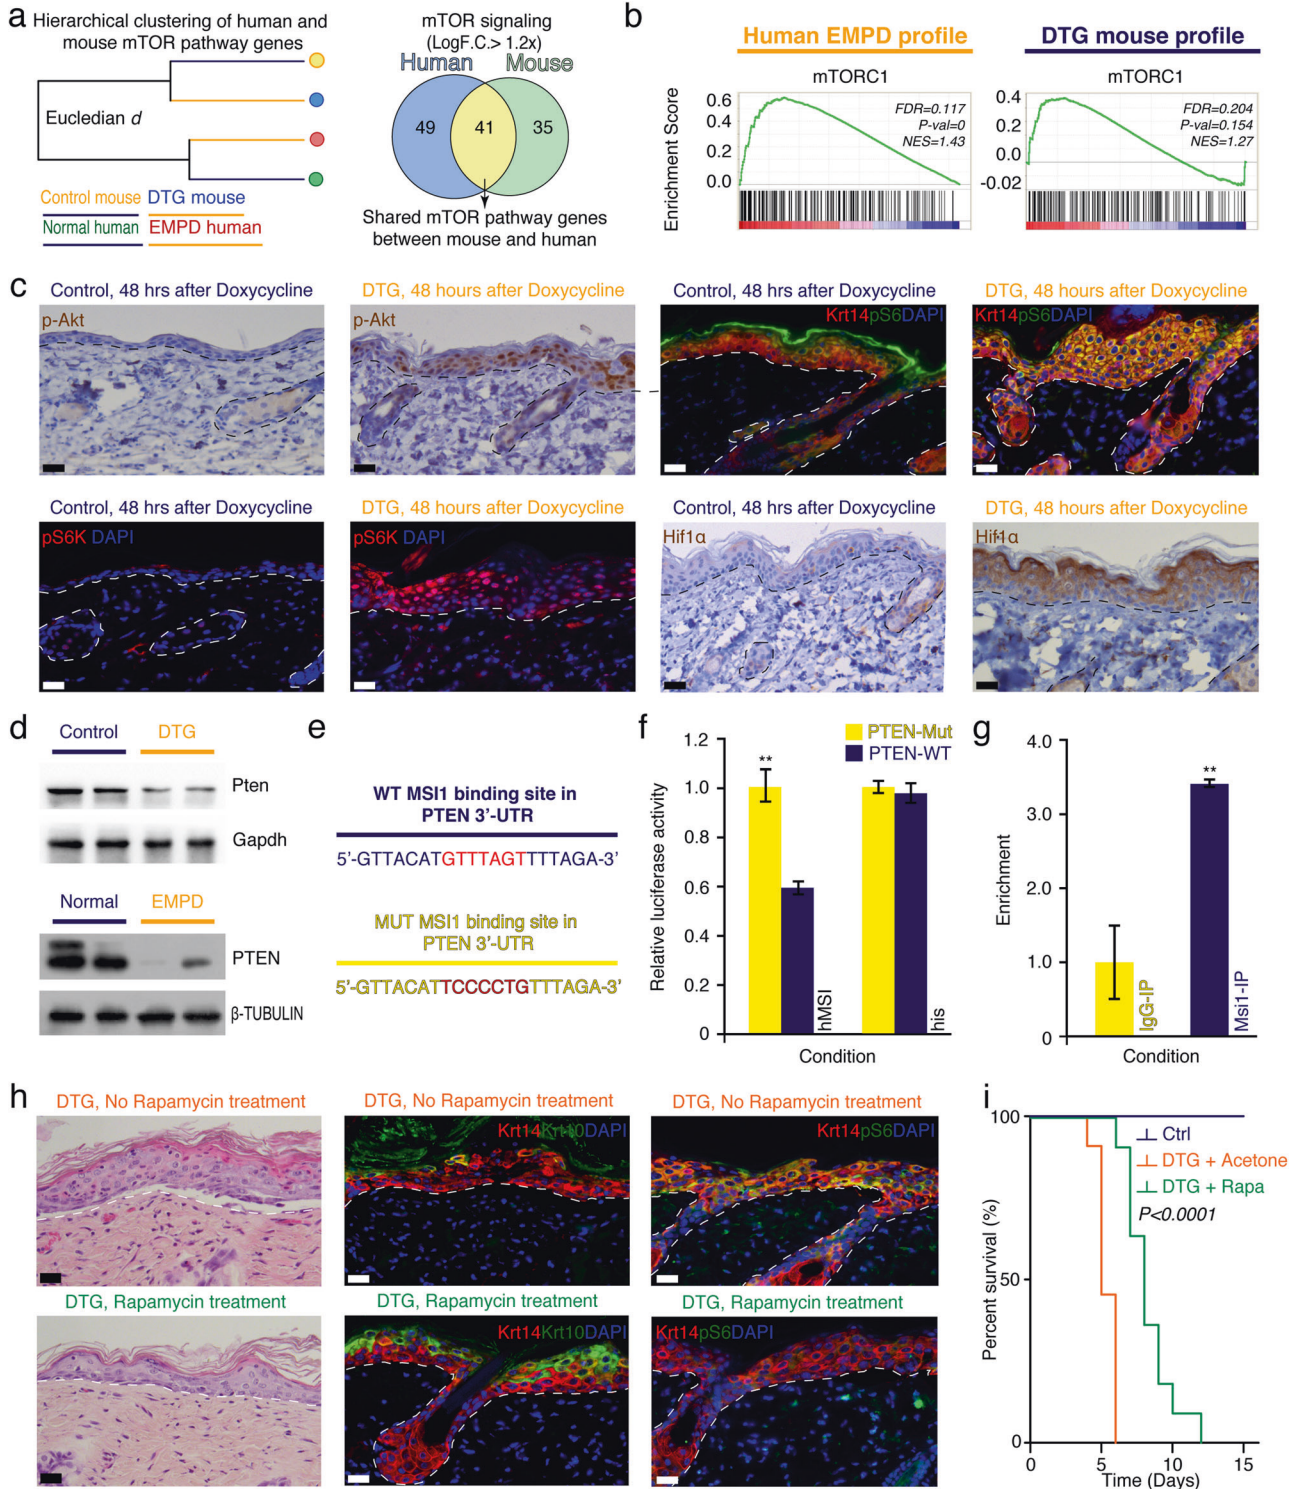 a
Hierarchical clustering of human and
mouse mTOR pathway genes
Eucledian d
Control mouse DTG mouse
Normal human EMPD human
mTOR signaling
(LogF.C.> 1.2x)
Human Mouse
49 41 35
Shared mTOR pathway genes
between mouse and human
b
Human EMPD profile
mTORC1
Enrichment Score
0.6
0.4
0.2
0.0
FDR=0.117
P-val=0
NES=1.43
DTG mouse profile
mTORC1
0.4
0.2
0.0
-0.02
FDR=0.204
P-val=0.154
NES=1.27
c
Control, 48 hrs after Doxycycline
p-Akt
DTG, 48 hours after Doxycycline
p-Akt
Control, 48 hrs after Doxycycline
Krt14pS6DAPI
DTG, 48 hours after Doxycycline
Krt14pS6DAPI
Control, 48 hrs after Doxycycline
pS6K DAPI
DTG, 48 hours after Doxycycline
pS6K DAPI
Control, 48 hrs after Doxycycline
Hif1α
DTG, 48 hours after Doxycycline
Hif1α
d
Control DTG
Pten
Gapdh
Normal EMPD
PTEN
β-TUBULIN
e
WT MSI1 binding site in
PTEN 3'-UTR
5'-GTTACATGTTTAGTTTTAGA-3'
MUT MSI1 binding site in
PTEN 3'-UTR
5'-GTTACATTCCCCTGTTTAGA-3'
f
PTEN-Mut
PTEN-WT
Relative luciferase activity
1.2
1.0
0.8
0.6
0.4
0.2
0
**
hMSI
his
Condition
g
Enrichment
4.0
3.0
2.0
1.0
0
**
IgG-IP
Msi1-IP
Condition
h
DTG, No Rapamycin treatment
DTG, No Rapamycin treatment
Krt14Krt10DAPI
DTG, No Rapamycin treatment
Krt14pS6DAPI
DTG, Rapamycin treatment
DTG, Rapamycin treatment
Krt14Krt10DAPI
DTG, Rapamycin treatment
Krt14pS6DAPI
i
Percent survival (%)
100
50
0
Ctrl
DTG + Acetone
DTG + Rapa
P<0.0001
0 5 10 15
Time (Days)